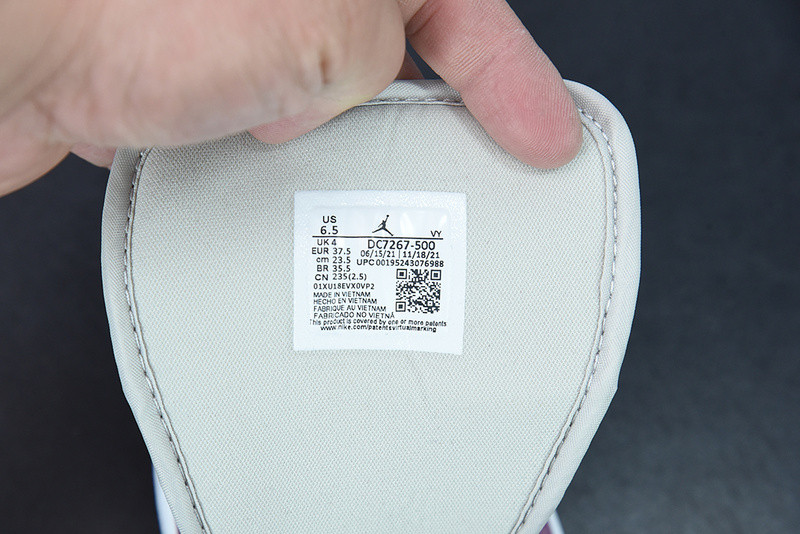 US
6.5 VY
UK 4 DC7267-500
EUR 37.5 06/15/21 11/18/21
cm 23.5 UPC 00195243076988
BR 35.5
CN 235(2.5)
01XU18EVX0VP2
MADE IN VIETNAM
HECHO EN VIETNAM
FABRIQUE AU VIETNAM
FABRICADO NO VIETNÃ
This product is covered by one or more patents
www.nike.com/patentsvirtualmarking